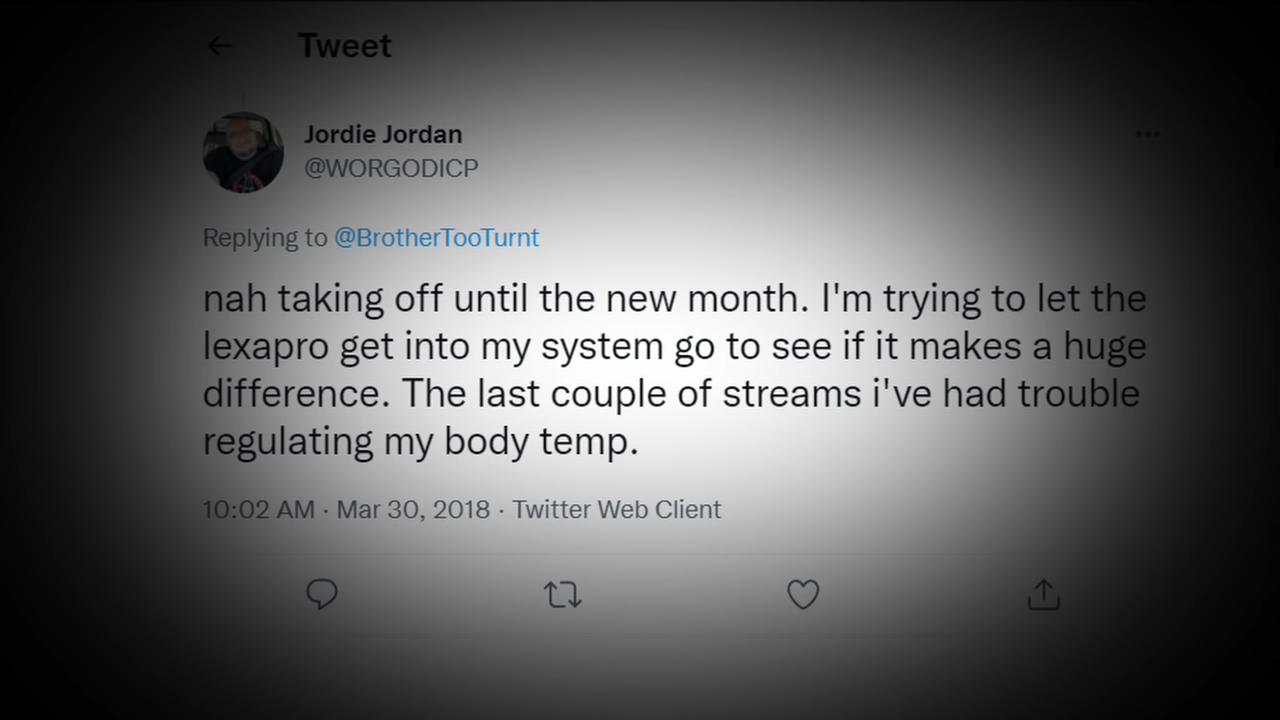 Tweet
Jordie Jordan
@WORGODICP
Replying to @BrotherTooTurnt
nah taking off until the new month. I'm trying to let the
lexapro get into my system go to see if it makes a huge
difference. The last couple of streams i've had trouble
regulating my body temp.
10:02 AM · Mar 30, 2018 · Twitter Web Client